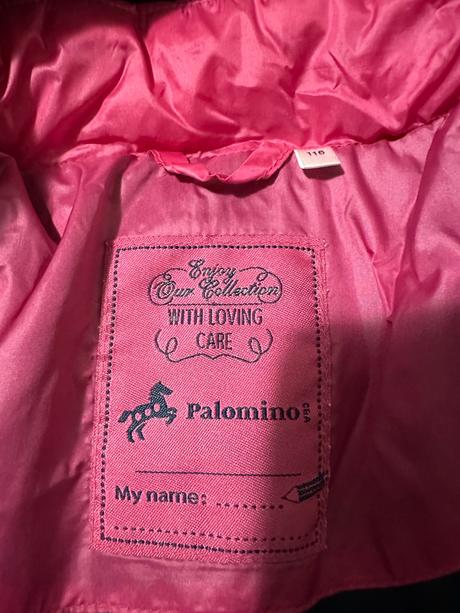 116
Enjoy
Our Collection
WITH LOVING
CARE
Palomino
C&A
My name: ........